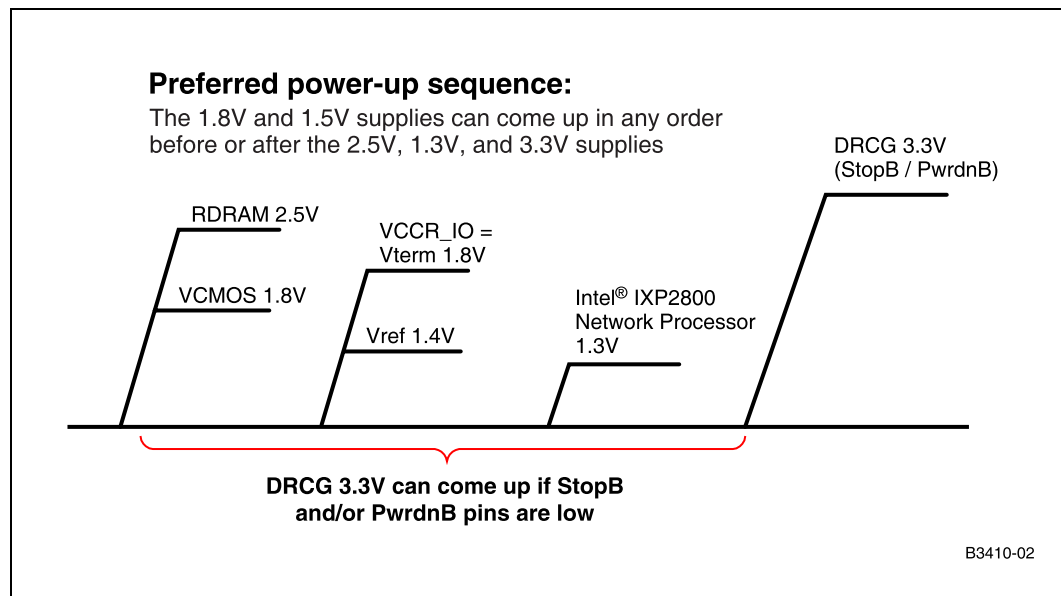 Preferred power-up sequence:
The 1.8V and 1.5V supplies can come up in any order
before or after the 2.5V, 1.3V, and 3.3V supplies
DRCG 3.3V
(StopB / PwrdnB)
RDRAM 2.5V
VCMOS 1.8V
VCCR_IO =
Vterm 1.8V
Vref 1.4V
Intel® IXP2800
Network Processor
1.3V
DRCG 3.3V can come up if StopB
and/or PwrdnB pins are low
B3410-02